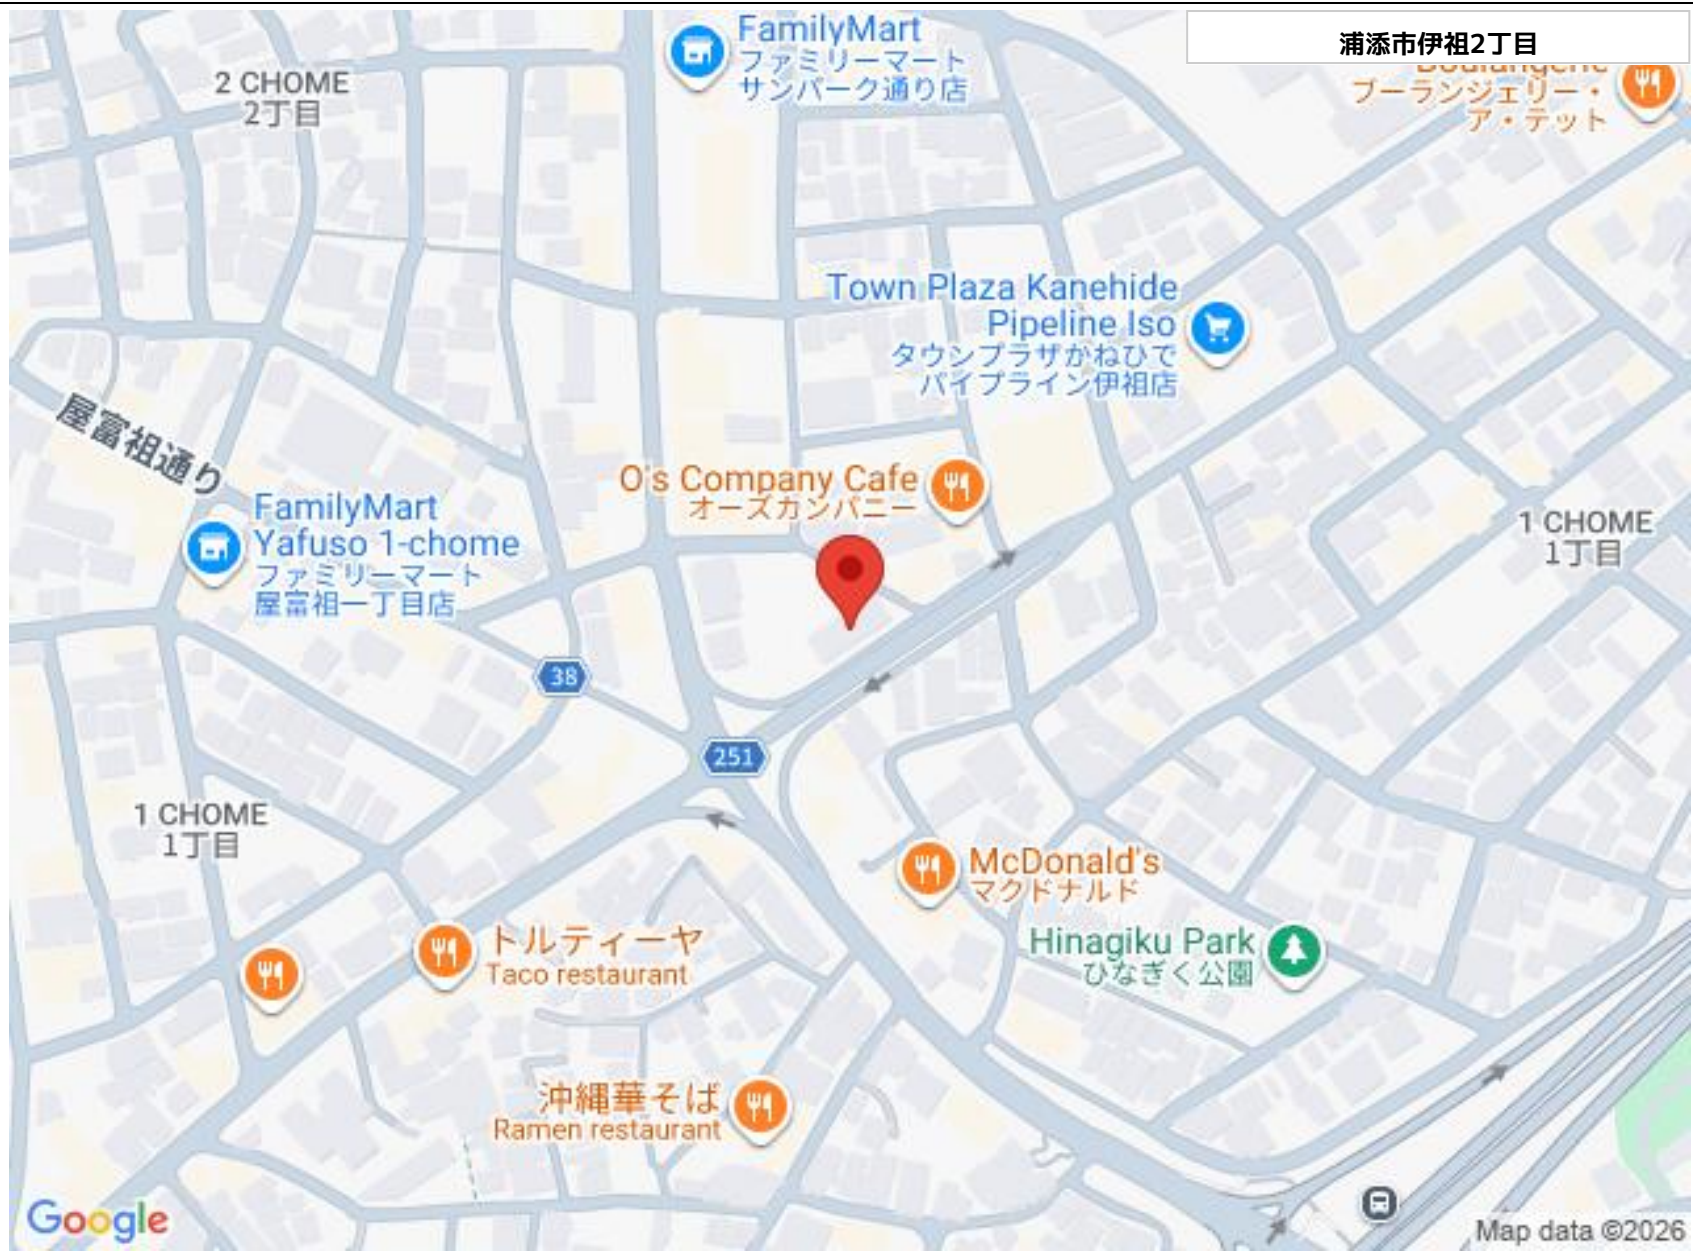 FamilyMart
ファミリーマート
サンパーク通り店
浦添市伊祖2丁目
Boulangerie
ブーランジェリー・
ア・テット
2 CHOME
2丁目
Town Plaza Kanehide
Pipeline Iso
タウンプラザかねひで
パイプライン伊祖店
屋富祖通り
O's Company Cafe
オーズカンパニー
FamilyMart
Yafuso 1-chome
ファミリーマート
屋富祖一丁目店
1 CHOME
1丁目
38
251
1 CHOME
1丁目
McDonald's
マクドナルド
トルティーヤ
Taco restaurant
Hinagiku Park
ひなぎく公園
沖縄華そば
Ramen restaurant
Google
Map data ©2026